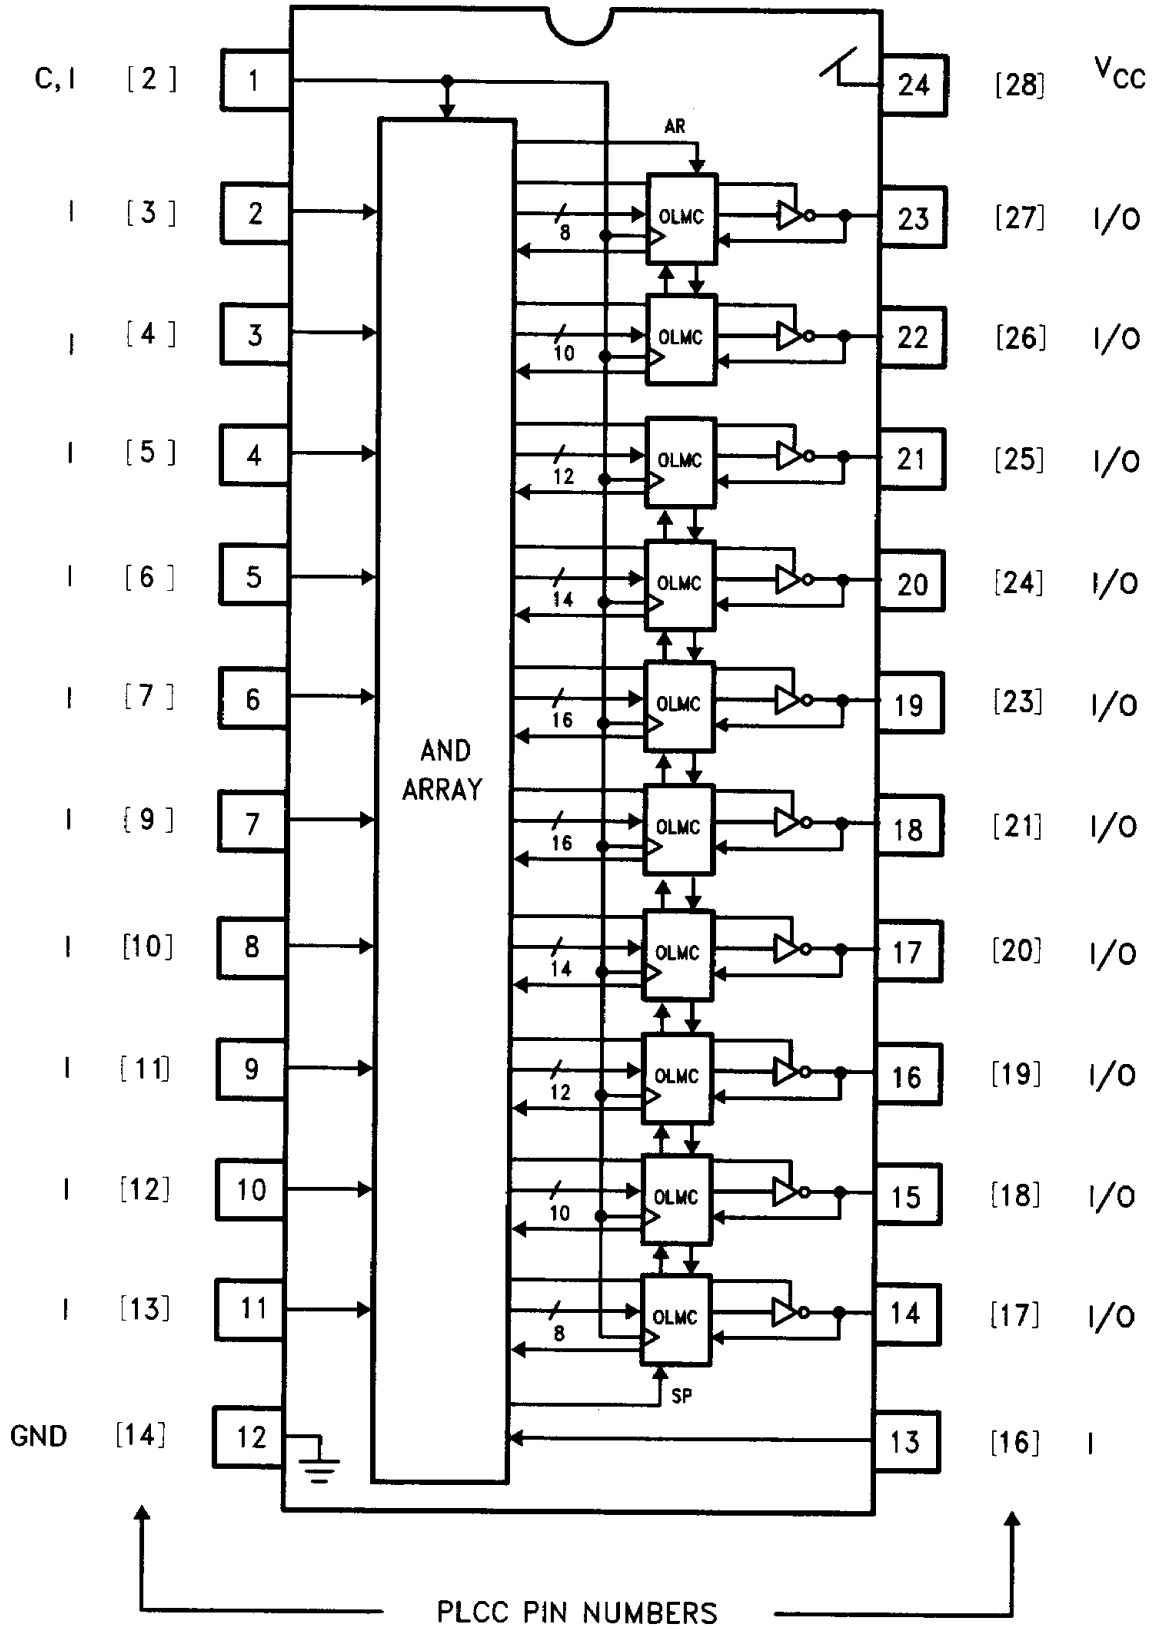 C, I [2] 1 24 [28] VCC
AR
I [3] 2 OLMC 23 [27] I/O
8
I [4] 3 OLMC 22 [26] I/O
10
I [5] 4 OLMC 21 [25] I/O
12
I [6] 5 OLMC 20 [24] I/O
14
I [7] 6 OLMC 19 [23] I/O
16
AND
ARRAY
I [9] 7 OLMC 18 [21] I/O
16
I [10] 8 OLMC 17 [20] I/O
14
I [11] 9 OLMC 16 [19] I/O
12
I [12] 10 OLMC 15 [18] I/O
10
I [13] 11 OLMC 14 [17] I/O
8
SP
GND [14] 12 13 [16] I
PLCC PIN NUMBERS